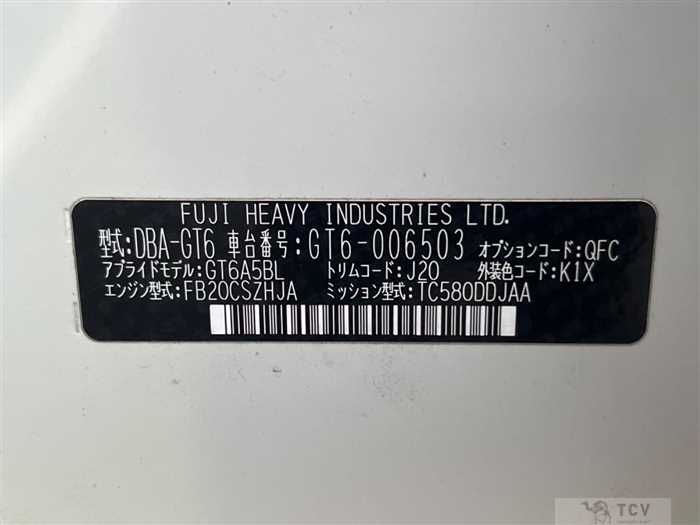 FUJI HEAVY INDUSTRIES LTD.
型式:DBA-GT6 車台番号:GT6-006503 オプションコード:QFC
アプライドモデル:GT6A5BL トリムコード:J20 外装色コード:K1X
エンジン型式:FB20CSZHJA ミッション型式:TC580DDJAA
TCV